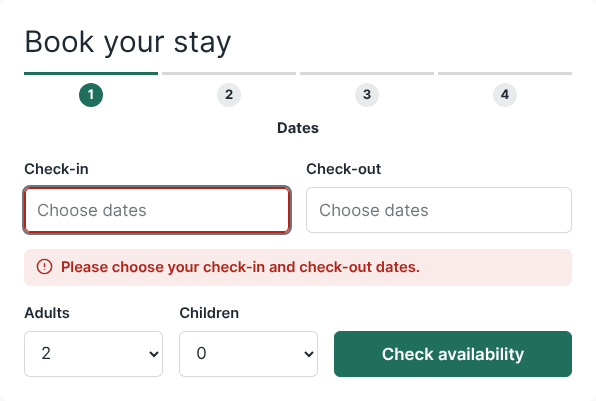 Book your stay
1 2 3 4
Dates
Check-in Check-out
Choose dates Choose dates
Please choose your check-in and check-out dates.
Adults Children
2 0 Check availability